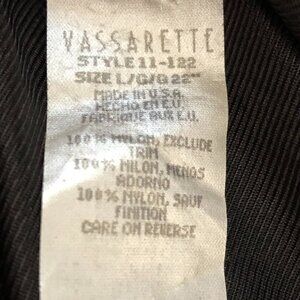 VASSARETTE
STYLE 11-122
SIZE L/G/G 22"
MADE IN U.S.A.
HECHO EN E.U.
FABRIQUE AUX E.U.
100% NYLON, EXCLUDE
TRIM
100% NILON, MENOS
ADORNO
100% NYLON, SAUF
FINITION
CARE ON REVERSE